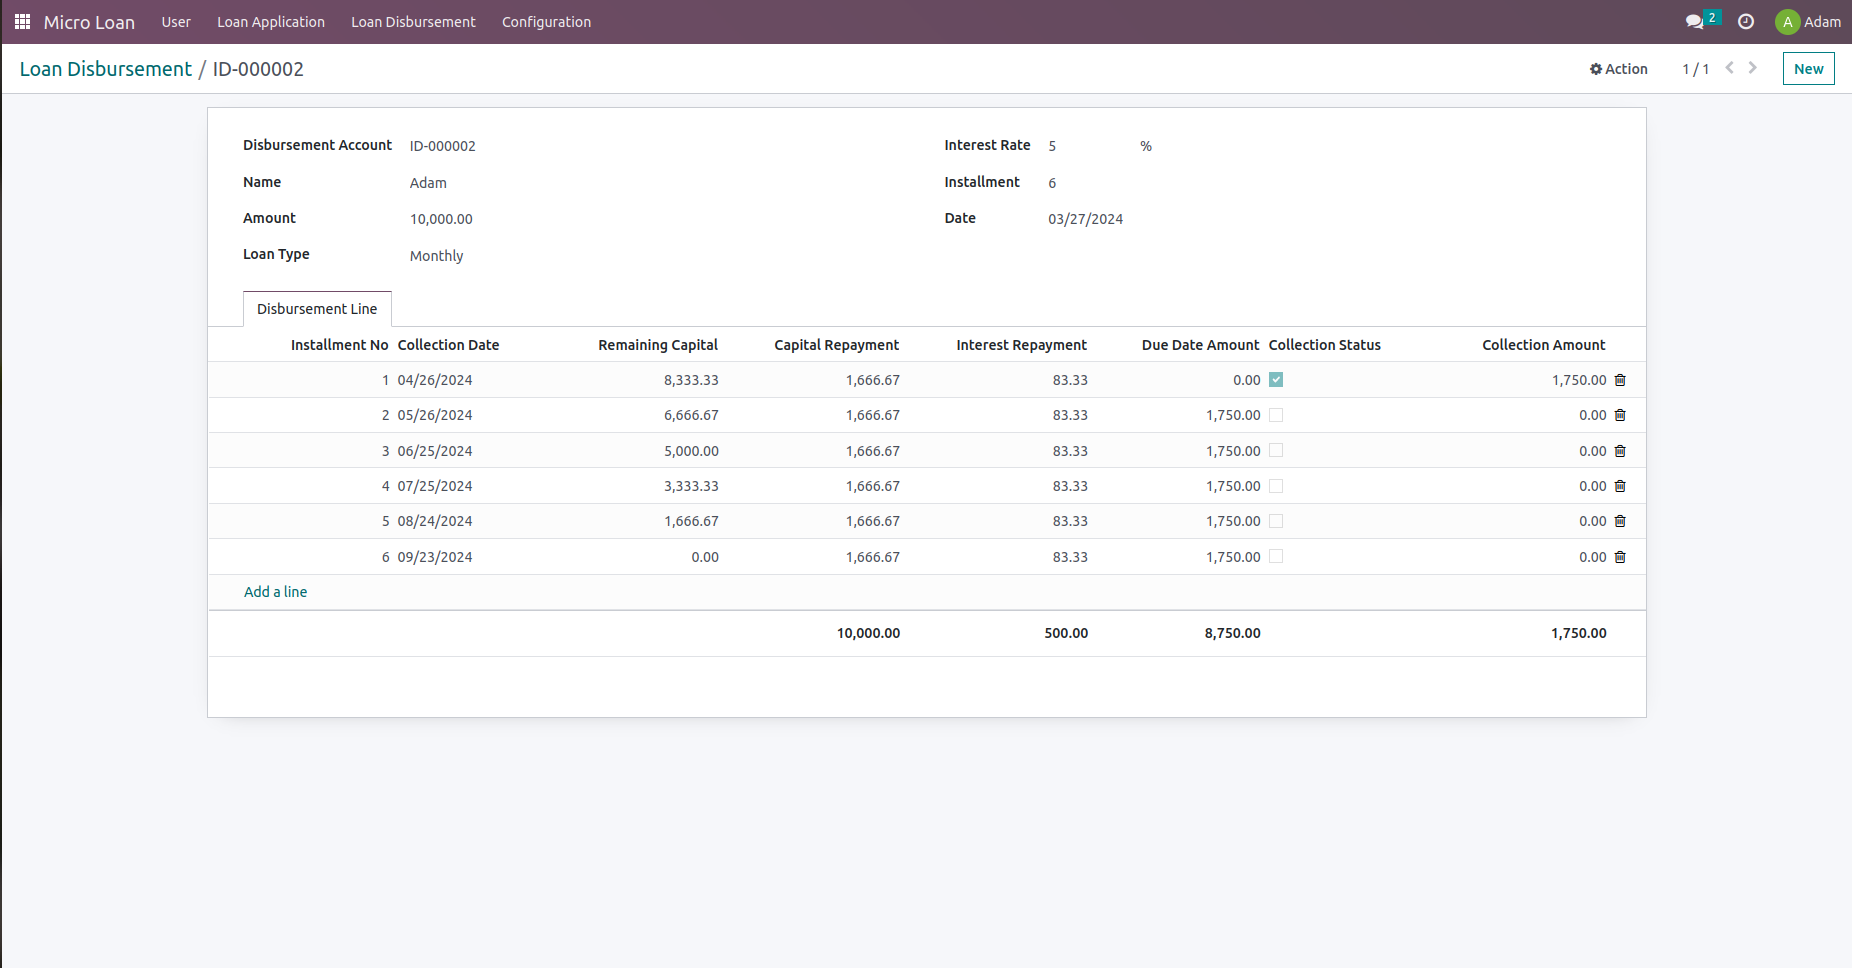 Micro Loan User Loan Application Loan Disbursement Configuration 2 A Adam
Loan Disbursement / ID-000002 Action 1 / 1 New
Disbursement Account ID-000002 Interest Rate 5 %
Name Adam Installment 6
Amount 10,000.00 Date 03/27/2024
Loan Type Monthly
Disbursement Line
Installment No Collection Date Remaining Capital Capital Repayment Interest Repayment Due Date Amount Collection Status Collection Amount
1 04/26/2024 8,333.33 1,666.67 83.33 0.00 1,750.00
2 05/26/2024 6,666.67 1,666.67 83.33 1,750.00 0.00
3 06/25/2024 5,000.00 1,666.67 83.33 1,750.00 0.00
4 07/25/2024 3,333.33 1,666.67 83.33 1,750.00 0.00
5 08/24/2024 1,666.67 1,666.67 83.33 1,750.00 0.00
6 09/23/2024 0.00 1,666.67 83.33 1,750.00 0.00
Add a line
10,000.00 500.00 8,750.00 1,750.00